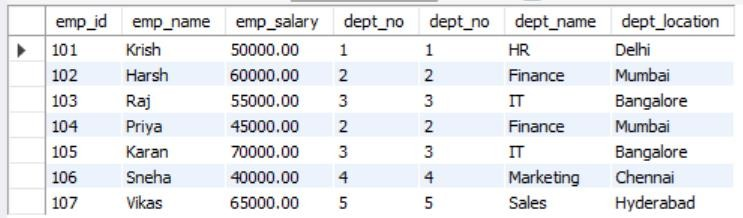 emp_id emp_name emp_salary dept_no dept_no dept_name dept_location
101 Krish 50000.00 1 1 HR Delhi
102 Harsh 60000.00 2 2 Finance Mumbai
103 Raj 55000.00 3 3 IT Bangalore
104 Priya 45000.00 2 2 Finance Mumbai
105 Karan 70000.00 3 3 IT Bangalore
106 Sneha 40000.00 4 4 Marketing Chennai
107 Vikas 65000.00 5 5 Sales Hyderabad